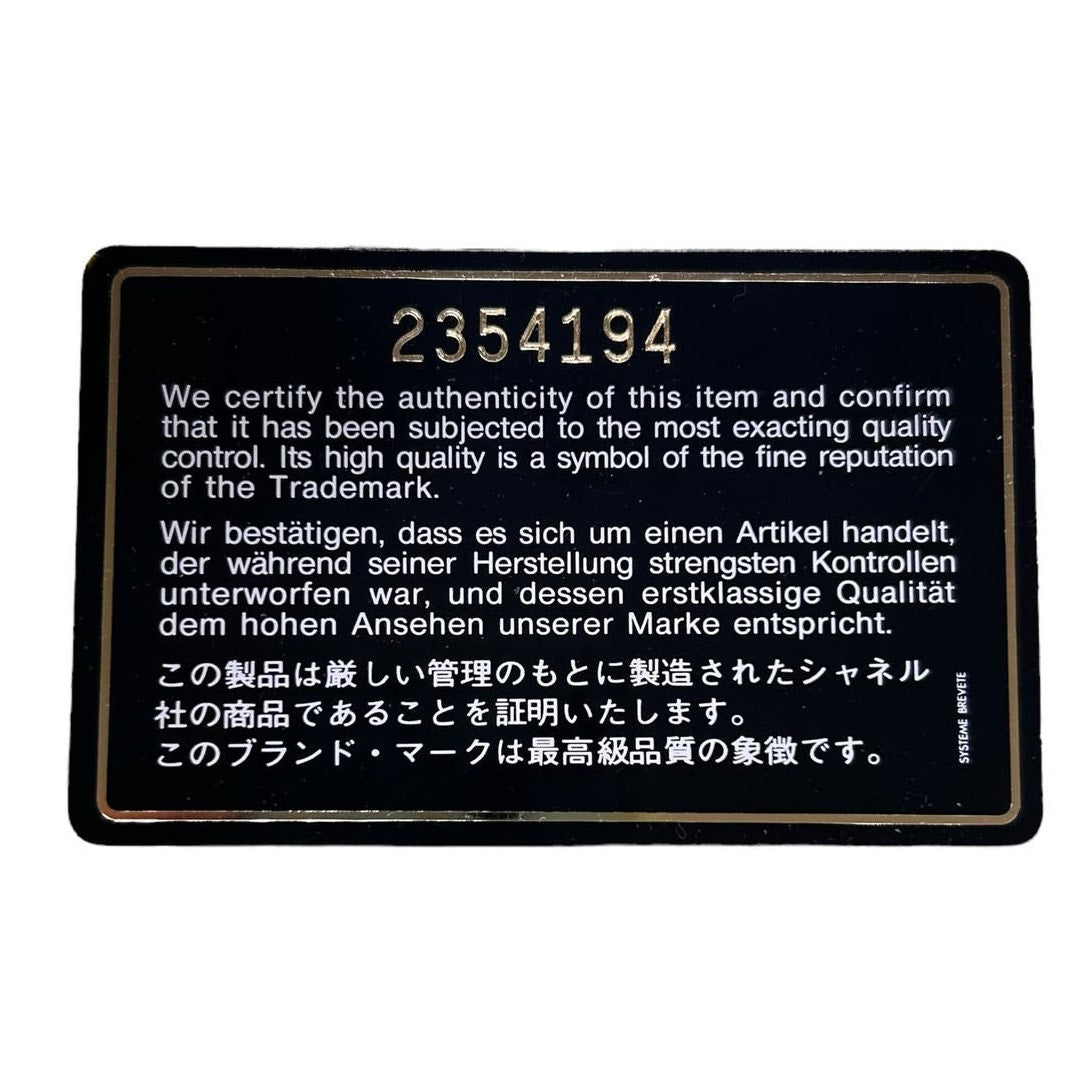 2354194
We certify the authenticity of this item and confirm
that it has been subjected to the most exacting quality
control. Its high quality is a symbol of the fine reputation
of the Trademark.
Wir bestätigen, dass es sich um einen Artikel handelt,
der während seiner Herstellung strengsten Kontrollen
unterworfen war, und dessen erstklassige Qualität
dem hohen Ansehen unserer Marke entspricht.
この製品は厳しい管理のもとに製造されたシャネル
社の商品であることを証明いたします。
このブランド・マークは最高級品質の象徴です。
SYSTEME BREVETE